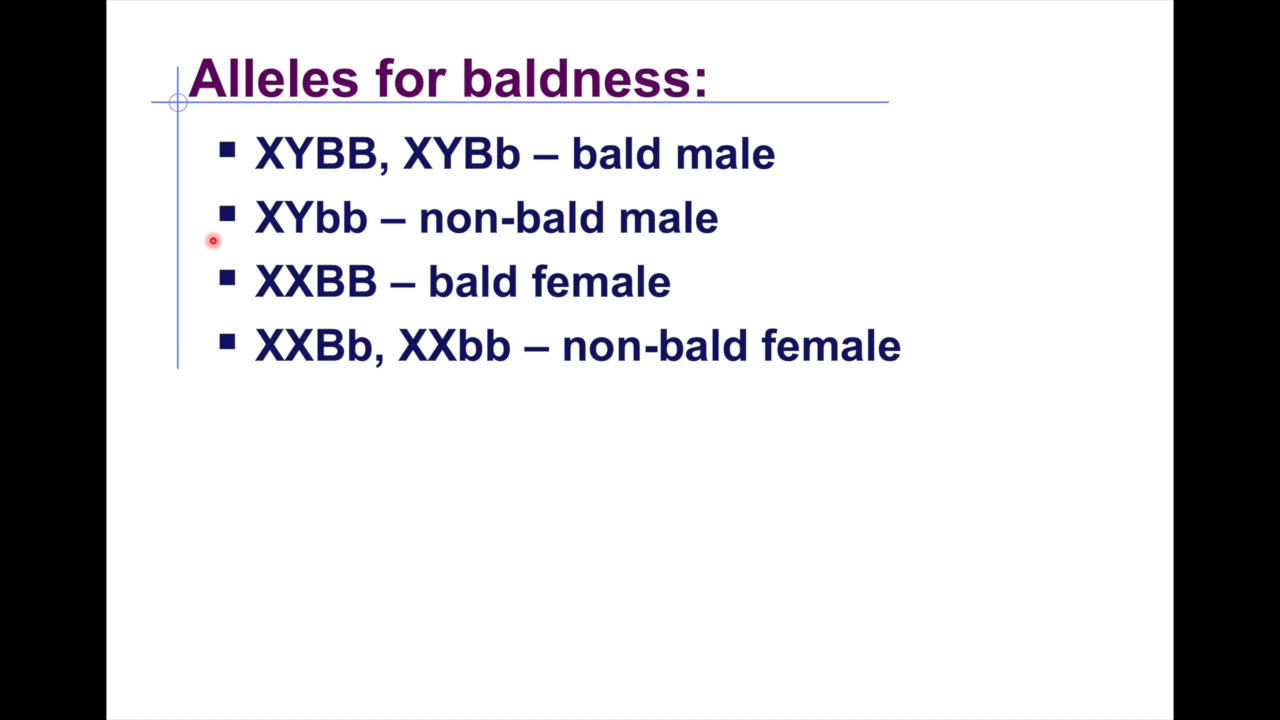 Alleles for baldness:
XYBB, XYBb – bald male
XYbb – non-bald male
XXBB – bald female
XXBb, XXbb – non-bald female